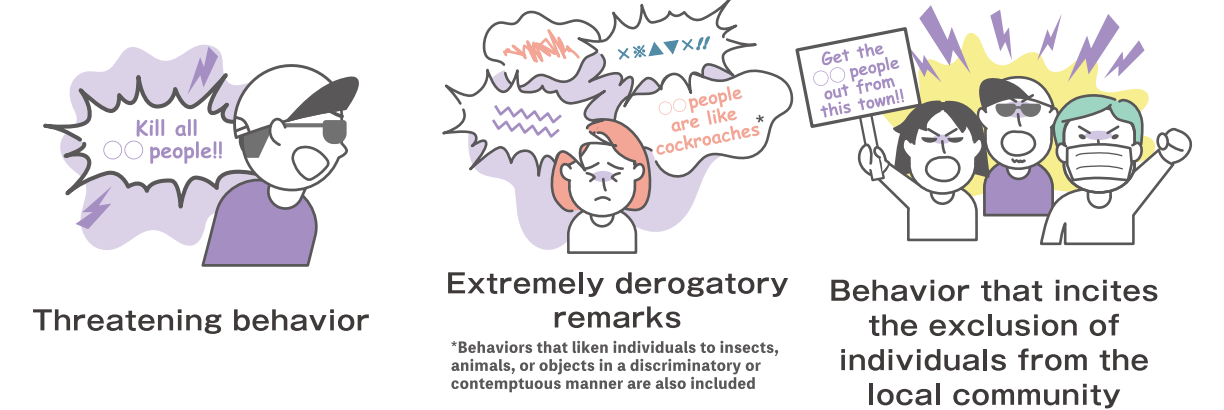 Kill all
○○ people!!
Threatening behavior
×※▲▼×!!
○○people
are like
cockroaches*
Extremely derogatory
remarks
*Behaviors that liken individuals to insects,
animals, or objects in a discriminatory or
contemptuous manner are also included
Get the
○○ people
out from
this town!!
Behavior that incites
the exclusion of
individuals from the
local community